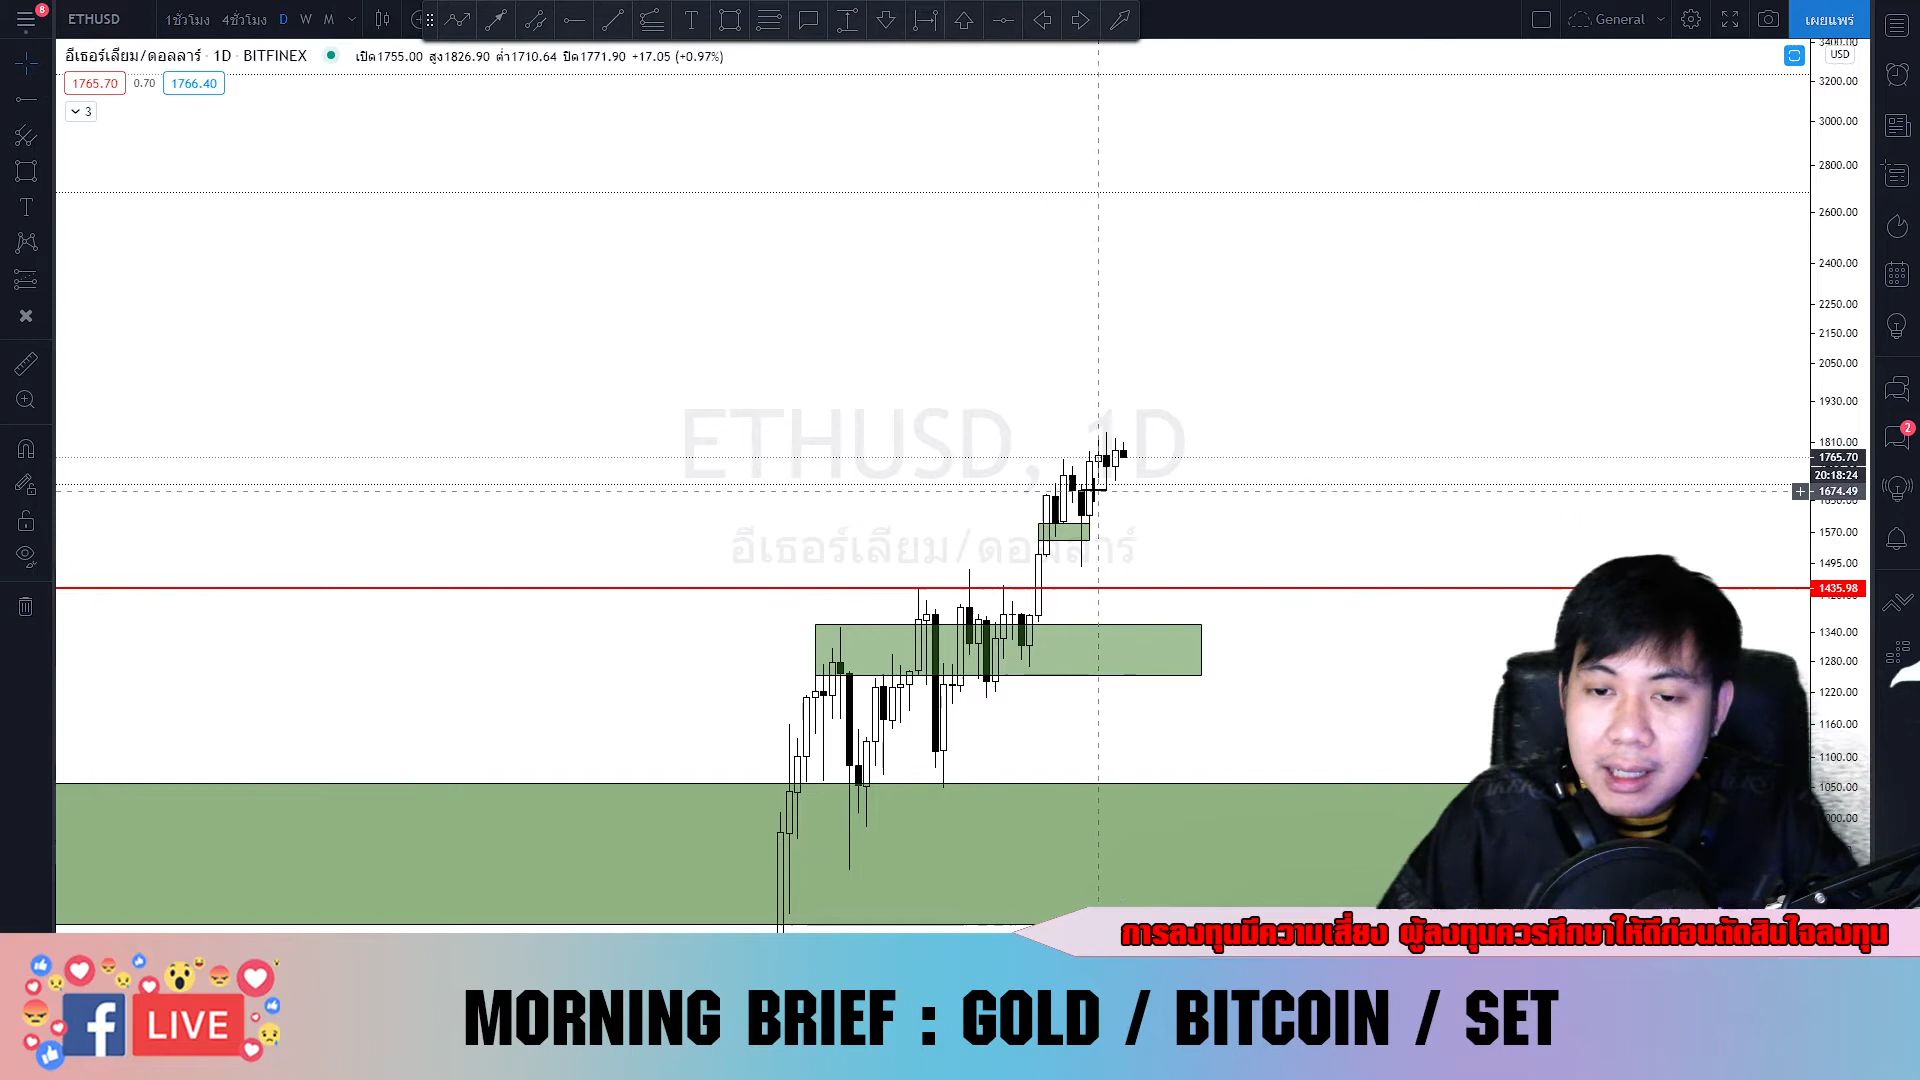 8
ETHUSD
1ชั่วโมง 4ชั่วโมง D W M
General
เผยแพร่
อีเธอร์เลียม/ดอลลาร์ · 1D · BITFINEX
เปิด1755.00 สูง1826.90 ต่ำ1710.64 ปิด1771.90 +17.05 (+0.97%)
1765.70 0.70 1766.40
3
ETHUSD, 1D
อีเธอร์เลียม/ดอลลาร์
3400.00
USD
3200.00
3000.00
2800.00
2600.00
2400.00
2250.00
2150.00
2050.00
1930.00
1810.00
1765.70
20:18:24
1674.49
1570.00
1495.00
1435.98
1340.00
1280.00
1220.00
1160.00
1100.00
1050.00
2
การลงทุนมีความเสี่ยง ผู้ลงทุนควรศึกษาให้ดีก่อนตัดสินใจลงทุน
f LIVE
MORNING BRIEF : GOLD / BITCOIN / SET